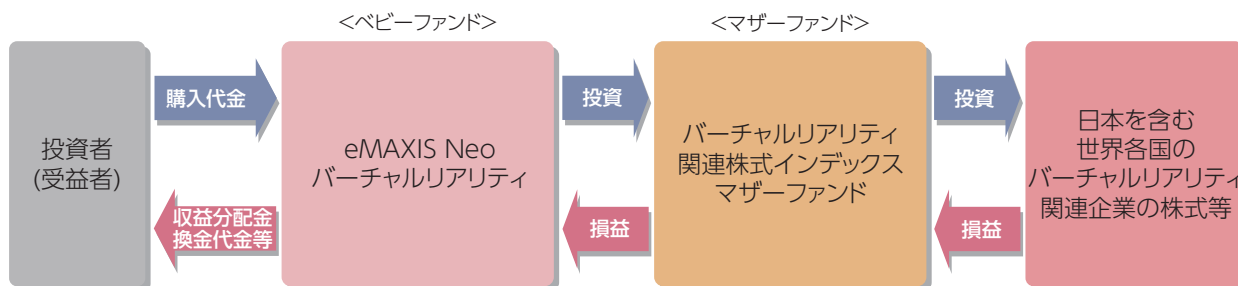 <ベビーファンド>
<マザーファンド>
投資者
(受益者)
購入代金
収益分配金
換金代金等
eMAXIS Neo
バーチャルリアリティ
投資
損益
バーチャルリアリティ
関連株式インデックス
マザーファンド
投資
損益
日本を含む
世界各国の
バーチャルリアリティ
関連企業の株式等